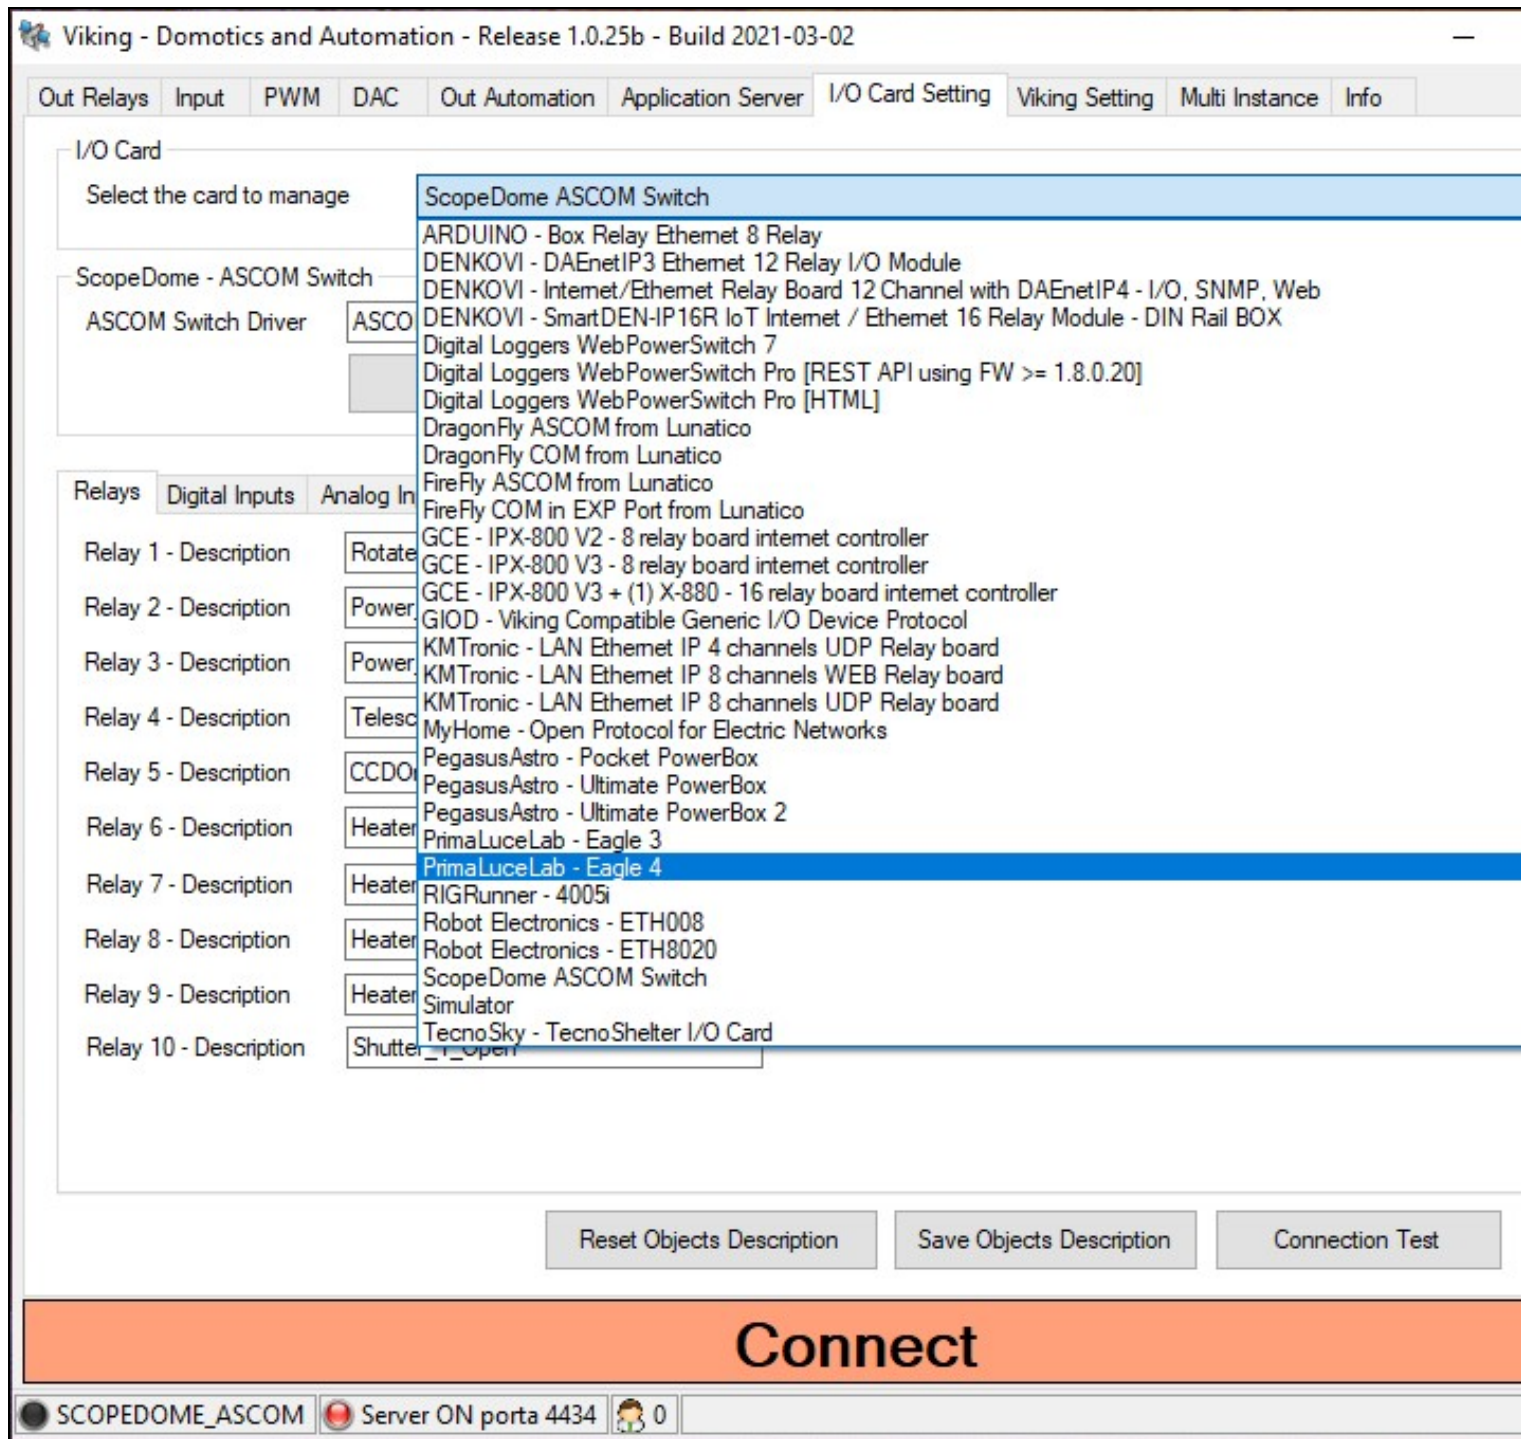 Viking - Domotics and Automation - Release 1.0.25b - Build 2021-03-02
Out Relays Input PWM DAC Out Automation Application Server I/O Card Setting Viking Setting Multi Instance Info
I/O Card
Select the card to manage ScopeDome ASCOM Switch
ARDUINO - Box Relay Ethernet 8 Relay
DENKOVI - DAEnetIP3 Ethernet 12 Relay I/O Module
DENKOVI - Internet/Ethernet Relay Board 12 Channel with DAEnetIP4 - I/O, SNMP, Web
DENKOVI - SmartDEN-IP16R IoT Internet / Ethernet 16 Relay Module - DIN Rail BOX
Digital Loggers WebPowerSwitch 7
Digital Loggers WebPowerSwitch Pro [REST API using FW >= 1.8.0.20]
Digital Loggers WebPowerSwitch Pro [HTML]
DragonFly ASCOM from Lunatico
DragonFly COM from Lunatico
FireFly ASCOM from Lunatico
FireFly COM in EXP Port from Lunatico
GCE - IPX-800 V2 - 8 relay board internet controller
GCE - IPX-800 V3 - 8 relay board internet controller
GCE - IPX-800 V3 + (1) X-880 - 16 relay board internet controller
GIOD - Viking Compatible Generic I/O Device Protocol
KMTronic - LAN Ethernet IP 4 channels UDP Relay board
KMTronic - LAN Ethernet IP 8 channels WEB Relay board
KMTronic - LAN Ethernet IP 8 channels UDP Relay board
MyHome - Open Protocol for Electric Networks
PegasusAstro - Pocket PowerBox
PegasusAstro - Ultimate PowerBox
PegasusAstro - Ultimate PowerBox 2
PrimaLuceLab - Eagle 3
PrimaLuceLab - Eagle 4
RIGRunner - 4005i
Robot Electronics - ETH008
Robot Electronics - ETH8020
ScopeDome ASCOM Switch
Simulator
TecnoSky - TecnoShelter I/O Card
ScopeDome - ASCOM Switch
ASCOM Switch Driver ASCO
Relays Digital Inputs Analog In
Relay 1 - Description Rotate
Relay 2 - Description Power_
Relay 3 - Description Power_
Relay 4 - Description Telesc
Relay 5 - Description CCDO
Relay 6 - Description Heater
Relay 7 - Description Heater
Relay 8 - Description Heater
Relay 9 - Description Heater
Relay 10 - Description Shutter_1_Open
Reset Objects Description Save Objects Description Connection Test
Connect
SCOPEDOME_ASCOM Server ON porta 4434 0